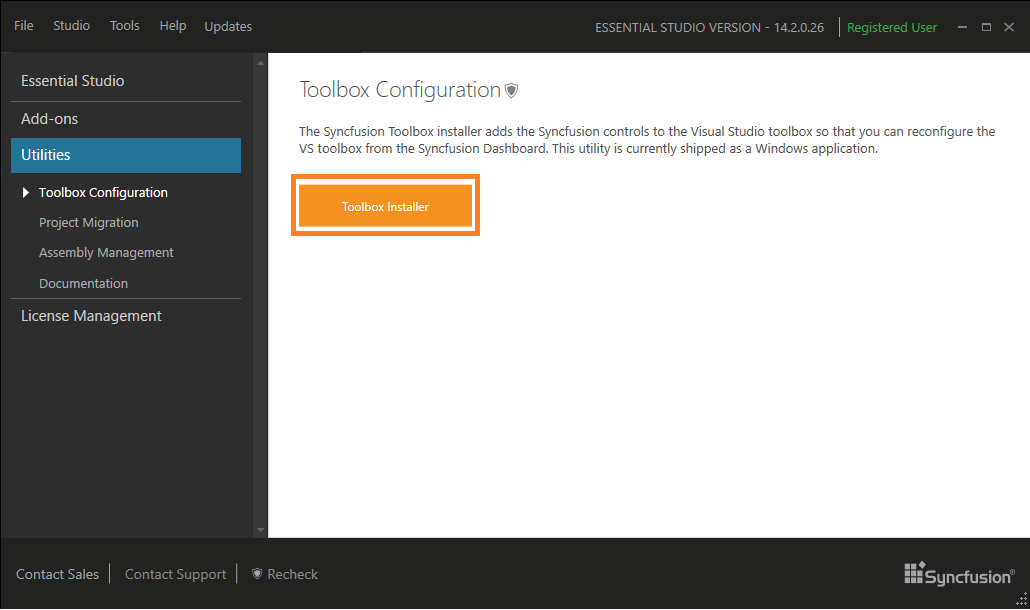 File Studio Tools Help Updates
ESSENTIAL STUDIO VERSION - 14.2.0.26 Registered User
Essential Studio
Add-ons
Utilities
Toolbox Configuration
Project Migration
Assembly Management
Documentation
License Management
Toolbox Configuration
The Syncfusion Toolbox installer adds the Syncfusion controls to the Visual Studio toolbox so that you can reconfigure the
VS toolbox from the Syncfusion Dashboard. This utility is currently shipped as a Windows application.
Toolbox Installer
Contact Sales Contact Support Recheck
Syncfusion®